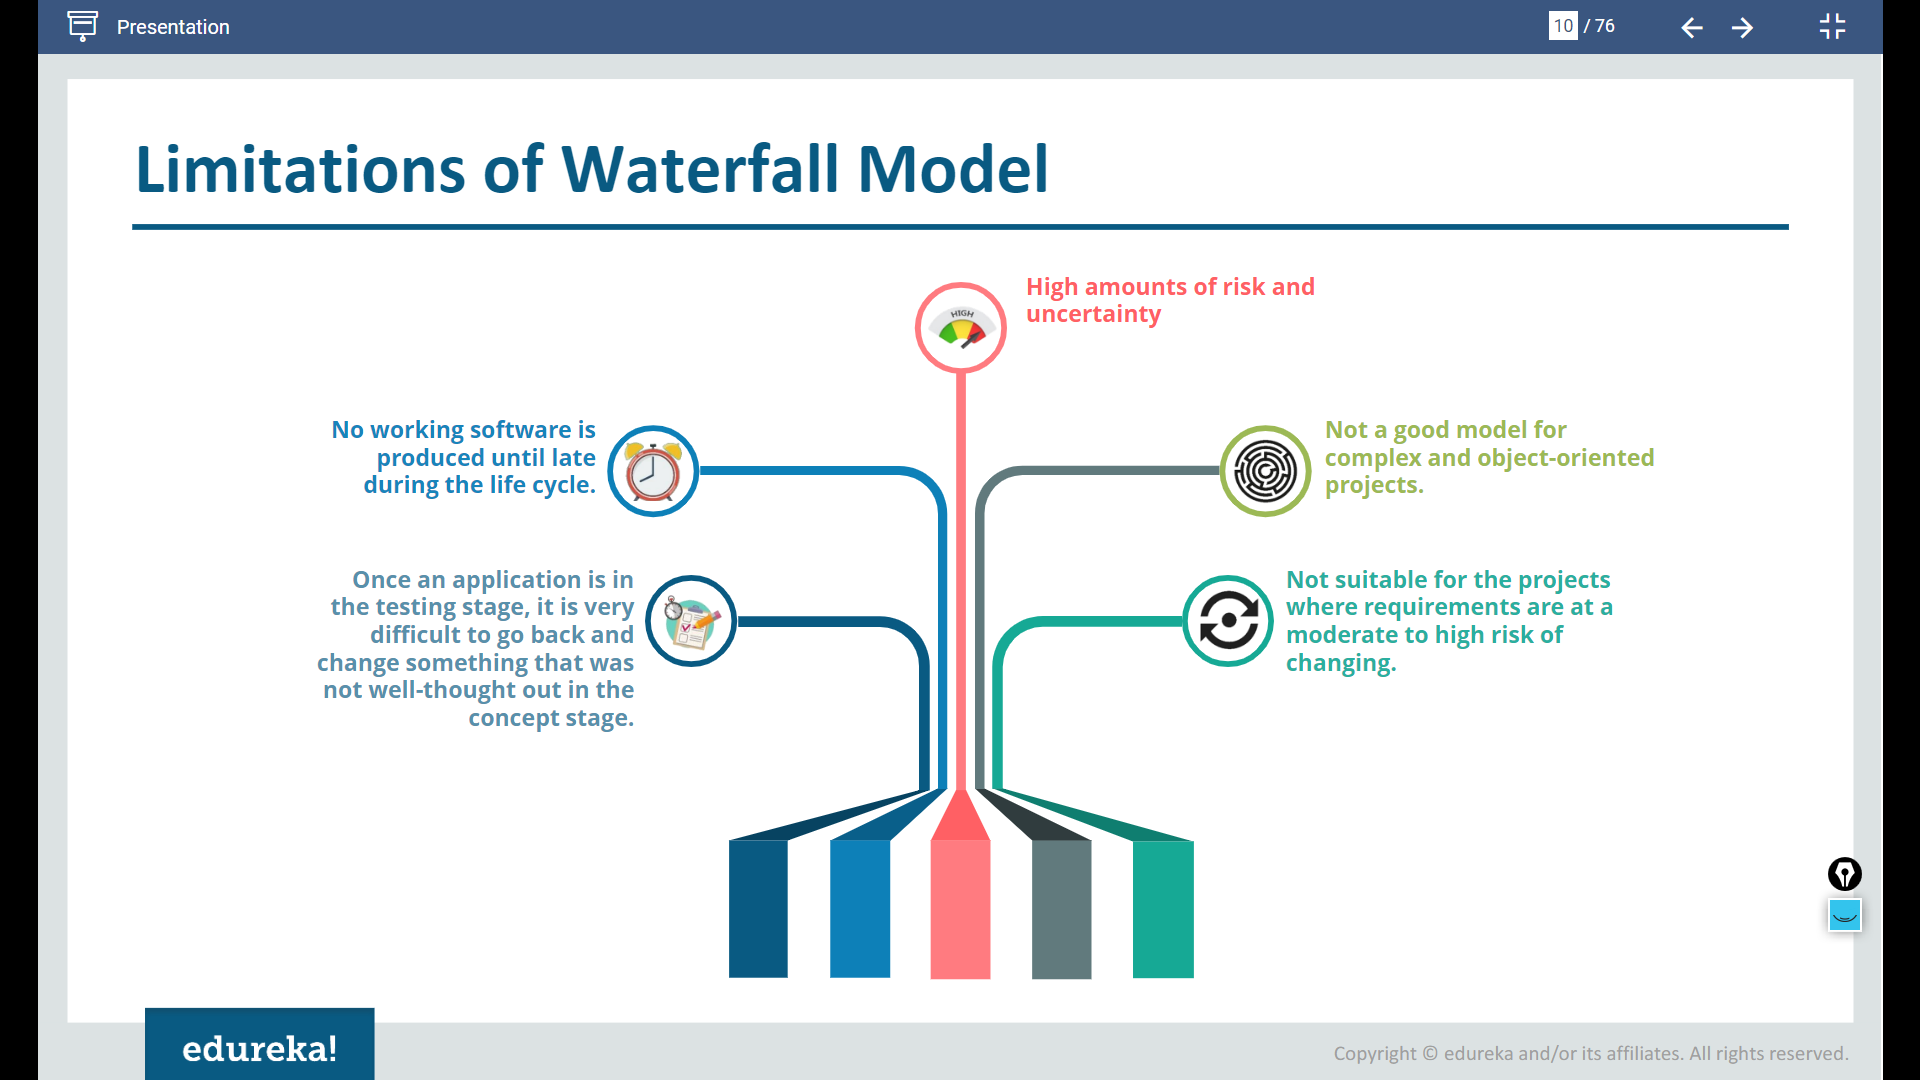 Presentation
10 / 76
Limitations of Waterfall Model
High amounts of risk and
uncertainty
HIGH
No working software is
produced until late
during the life cycle.
Not a good model for
complex and object-oriented
projects.
Once an application is in
the testing stage, it is very
difficult to go back and
change something that was
not well-thought out in the
concept stage.
Not suitable for the projects
where requirements are at a
moderate to high risk of
changing.
edureka!
Copyright © edureka and/or its affiliates. All rights reserved.